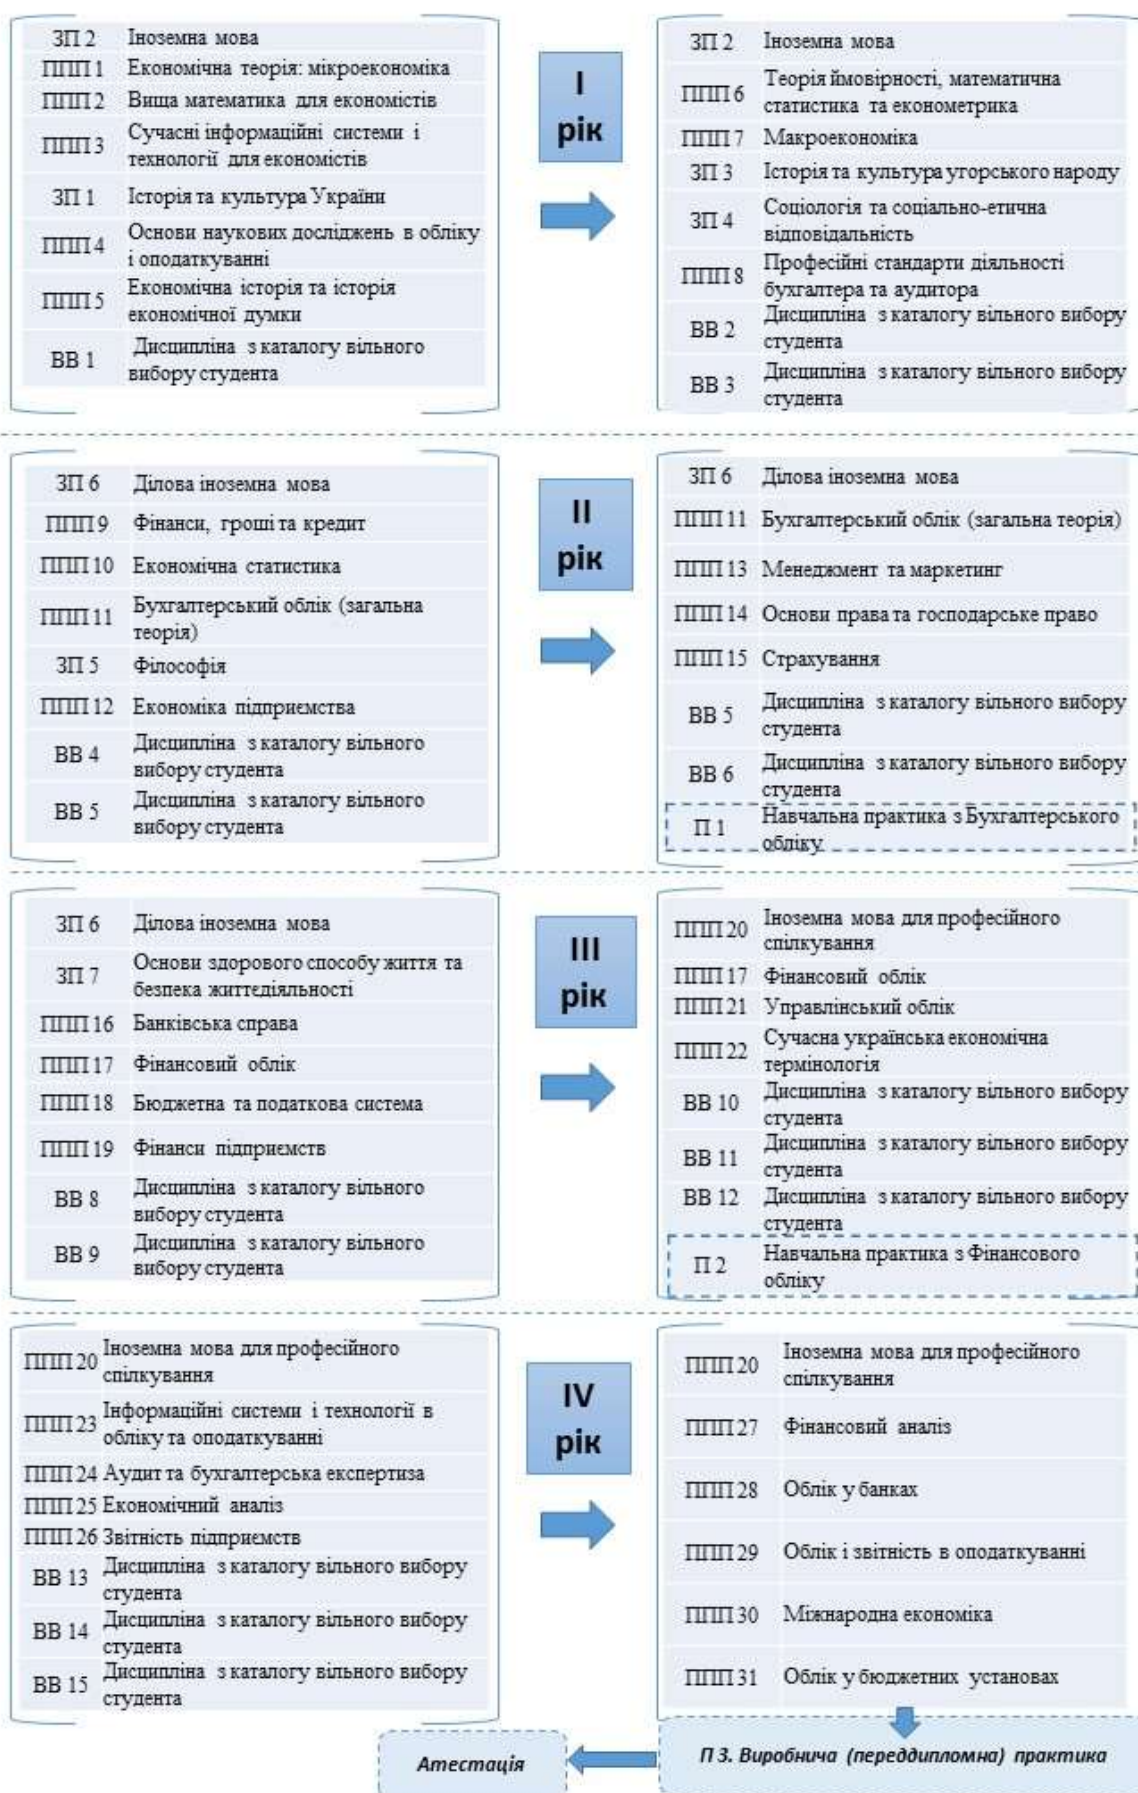 ЗП 2 Іноземна мова
ППП 1 Економічна теорія: мікроекономіка
ППП 2 Вища математика для економістів
ППП 3 Сучасні інформаційні системи і
технології для економістів
ЗП 1 Історія та культура України
ППП 4 Основи наукових досліджень в обліку
і оподаткуванні
ППП 5 Економічна історія та історія
економічної думки
ВВ 1 Дисципліна з каталогу вільного
вибору студента
I
рік
ЗП 2 Іноземна мова
ППП 6 Теорія ймовірності, математична
статистика та економетрика
ППП 7 Макроекономіка
ЗП 3 Історія та культура угорського народу
ЗП 4 Соціологія та соціально-етична
відповідальність
ППП 8 Професійні стандарти діяльності
бухгалтера та аудитора
ВВ 2 Дисципліна з каталогу вільного вибору
студента
ВВ 3 Дисципліна з каталогу вільного вибору
студента
ЗП 6 Ділова іноземна мова
ППП 9 Фінанси, гроші та кредит
ППП 10 Економічна статистика
ППП 11 Бухгалтерський облік (загальна
теорія)
ЗП 5 Філософія
ППП 12 Економіка підприємства
ВВ 4 Дисципліна з каталогу вільного
вибору студента
ВВ 5 Дисципліна з каталогу вільного
вибору студента
II
рік
ЗП 6 Ділова іноземна мова
ППП 11 Бухгалтерський облік (загальна теорія)
ППП 13 Менеджмент та маркетинг
ППП 14 Основи права та господарське право
ППП 15 Страхування
ВВ 5 Дисципліна з каталогу вільного вибору
студента
ВВ 6 Дисципліна з каталогу вільного вибору
студента
П 1 Навчальна практика з Бухгалтерського
обліку
ЗП 6 Ділова іноземна мова
ЗП 7 Основи здорового способу життя та
безпека життєдіяльності
ППП 16 Банківська справа
ППП 17 Фінансовий облік
ППП 18 Бюджетна та податкова система
ППП 19 Фінанси підприємств
ВВ 8 Дисципліна з каталогу вільного
вибору студента
ВВ 9 Дисципліна з каталогу вільного
вибору студента
III
рік
ППП 20 Іноземна мова для професійного
спілкування
ППП 17 Фінансовий облік
ППП 21 Управлінський облік
ППП 22 Сучасна українська економічна
термінологія
ВВ 10 Дисципліна з каталогу вільного вибору
студента
ВВ 11 Дисципліна з каталогу вільного вибору
студента
ВВ 12 Дисципліна з каталогу вільного вибору
студента
П 2 Навчальна практика з Фінансового
обліку
ППП 20 Іноземна мова для професійного
спілкування
ППП 23 Інформаційні системи і технології в
обліку та оподаткуванні
ППП 24 Аудит та бухгалтерська експертиза
ППП 25 Економічний аналіз
ППП 26 Звітність підприємств
ВВ 13 Дисципліна з каталогу вільного вибору
студента
ВВ 14 Дисципліна з каталогу вільного вибору
студента
ВВ 15 Дисципліна з каталогу вільного вибору
студента
IV
рік
ППП 20 Іноземна мова для професійного
спілкування
ППП 27 Фінансовий аналіз
ППП 28 Облік у банках
ППП 29 Облік і звітність в оподаткуванні
ППП 30 Міжнародна економіка
ППП 31 Облік у бюджетних установах
Атестація
П 3. Виробнича (переддипломна) практика